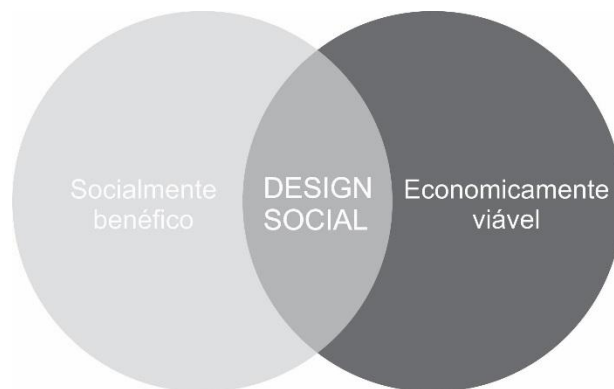 Socialmente
benéfico
DESIGN
SOCIAL
Economicamente
viável